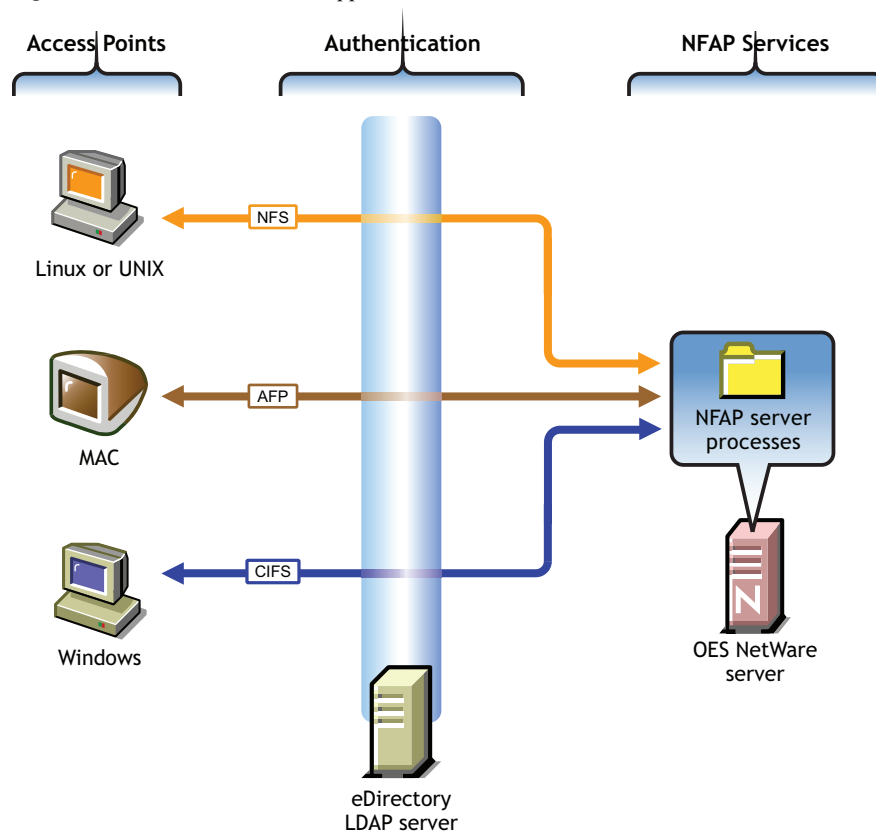 Access Points
Authentication
NFAP Services
NFS
Linux or UNIX
AFP
MAC
NFAP server
processes
CIFS
Windows
N
OES NetWare
server
eDirectory
LDAP server